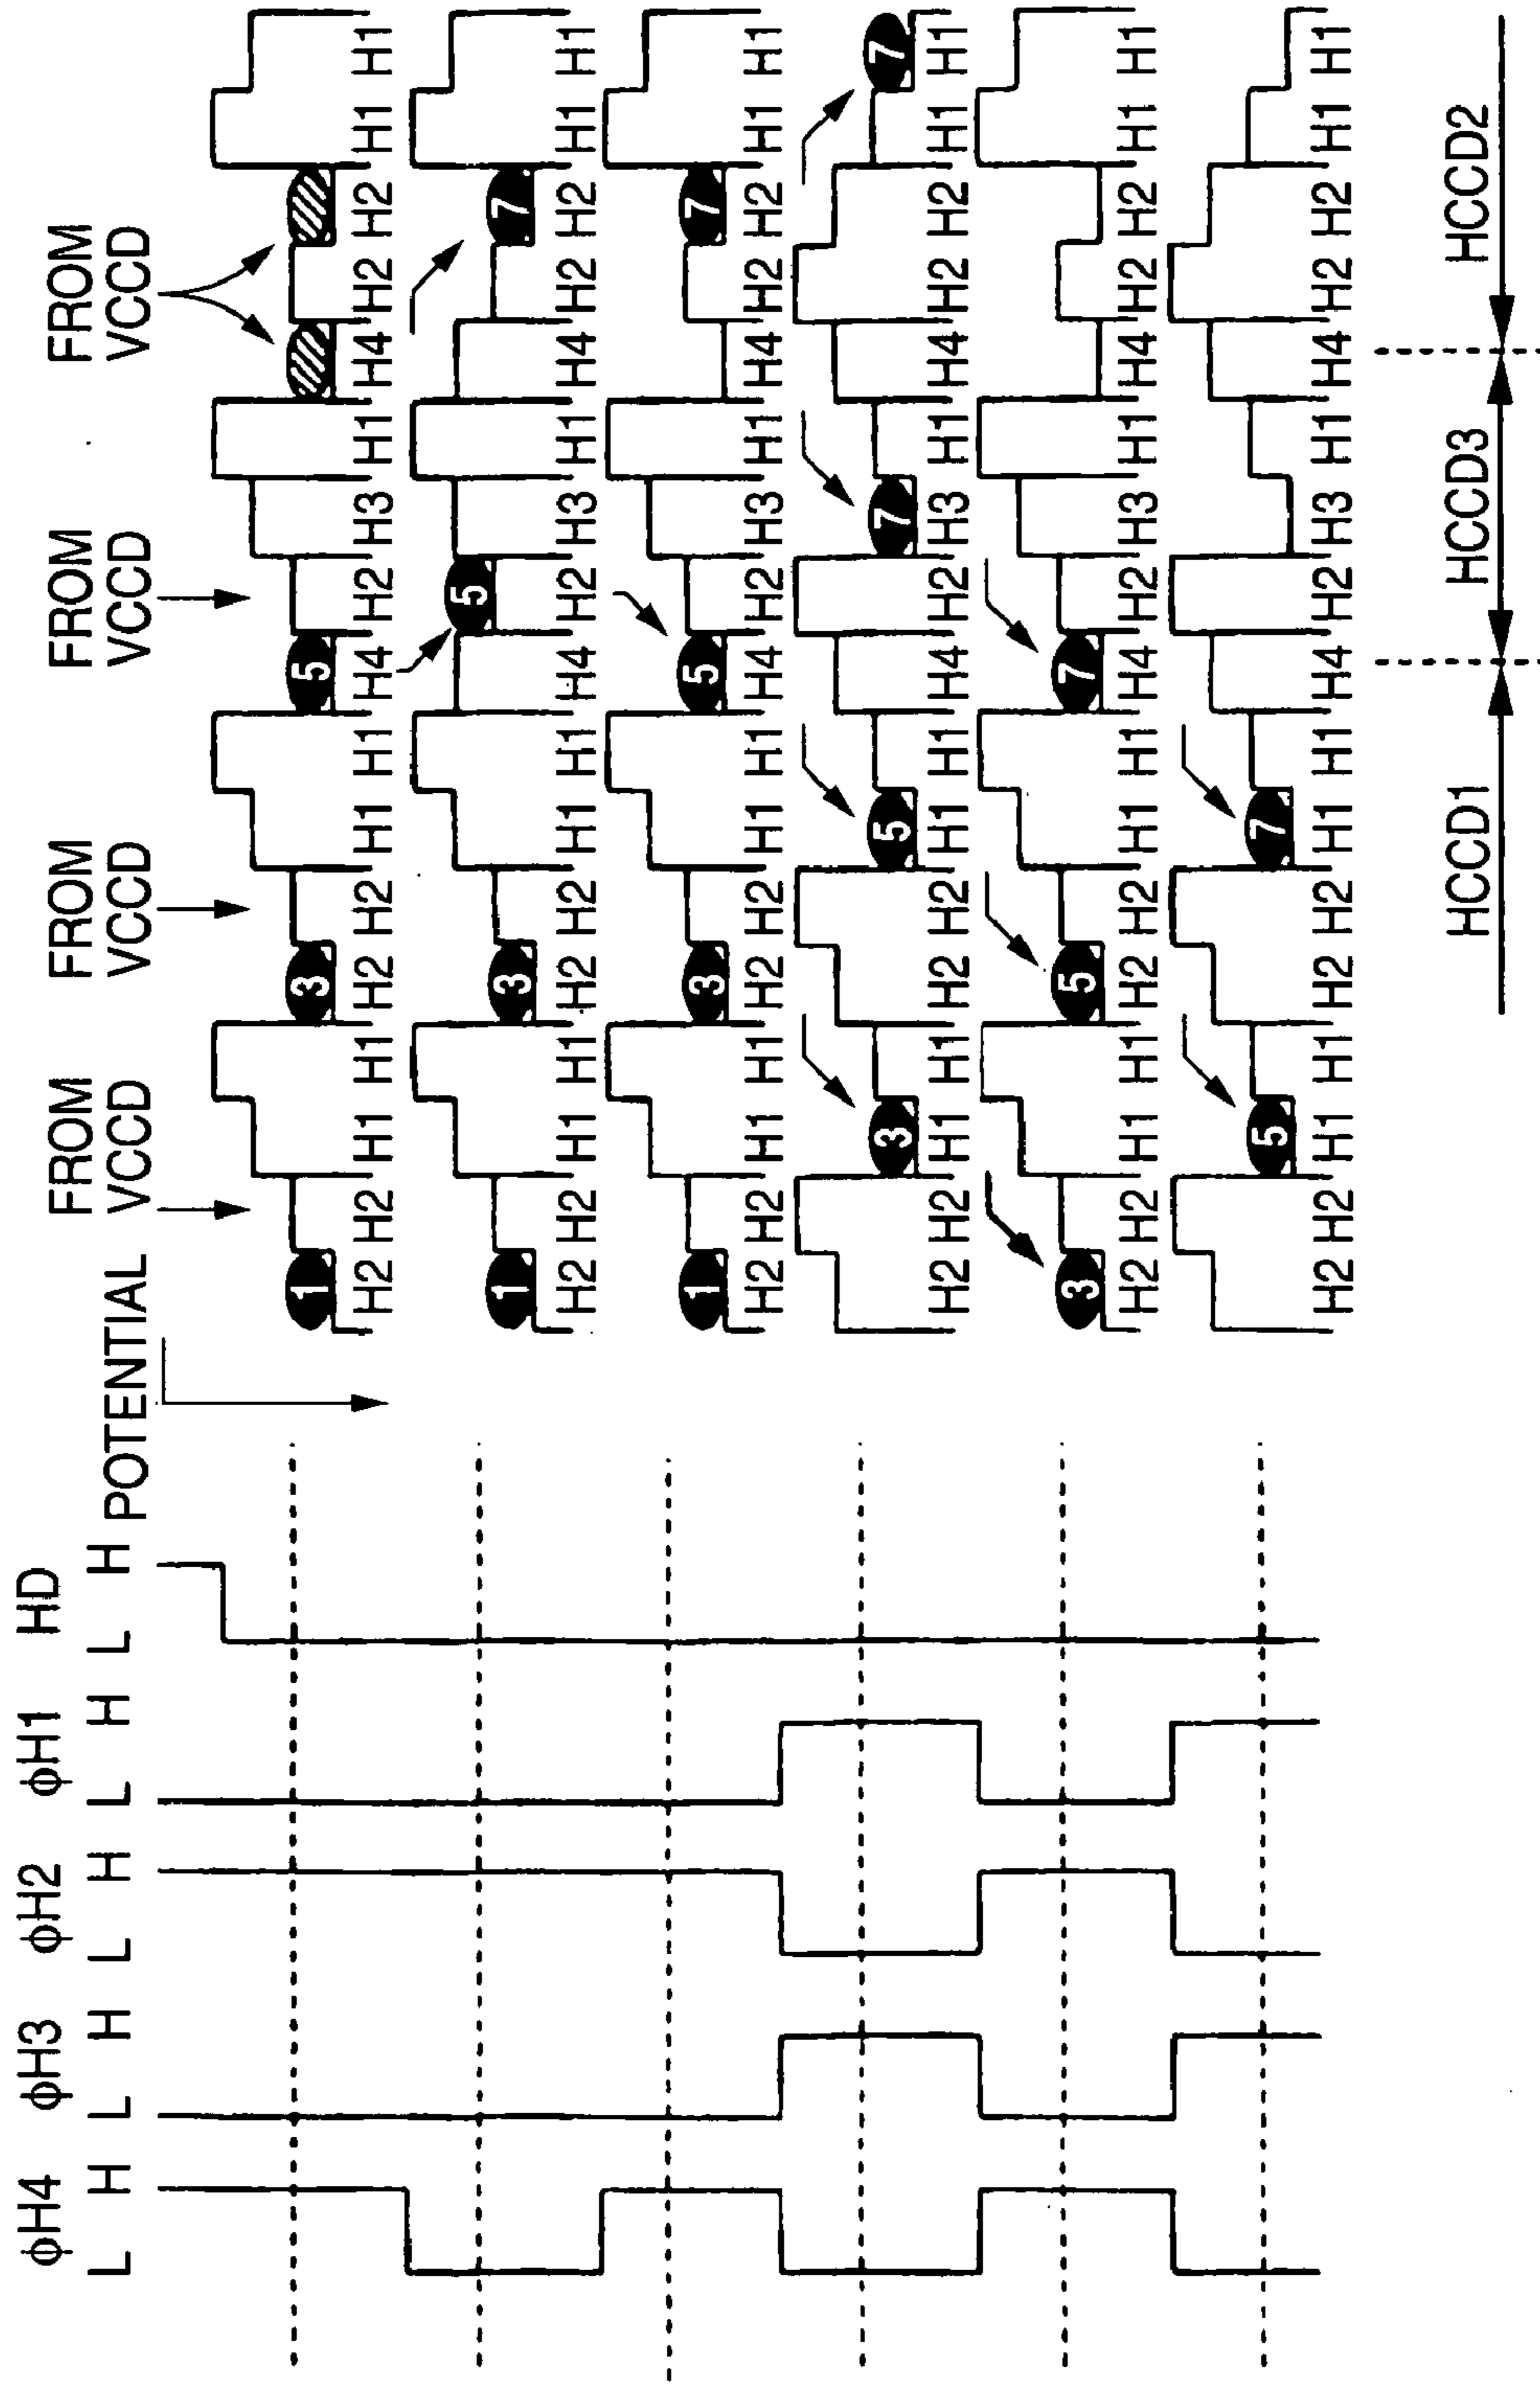 φH4 φH3 φH2 φH1 HD
L H L H L H L H L H
POTENTIAL
FROM VCCD
FROM VCCD
FROM VCCD
FROM VCCD
1 3 5
H2 H2 H1 H1 H2 H2 H1 H1 H4 H2 H3 H1 H4 H2 H2 H1 H1
1 3 5 7
H2 H2 H1 H1 H2 H2 H1 H1 H4 H2 H3 H1 H4 H2 H2 H1 H1
1 3 5 7
H2 H2 H1 H1 H2 H2 H1 H1 H4 H2 H3 H1 H4 H2 H2 H1 H1
3 5 7 7
H2 H2 H1 H1 H2 H2 H1 H1 H4 H2 H3 H1 H4 H2 H2 H1 H1
3 5 7
H2 H2 H1 H1 H2 H2 H1 H1 H4 H2 H3 H1 H4 H2 H2 H1 H1
5 7
H2 H2 H1 H1 H2 H2 H1 H1 H4 H2 H3 H1 H4 H2 H2 H1 H1
HCCD1 HCCD3 HCCD2